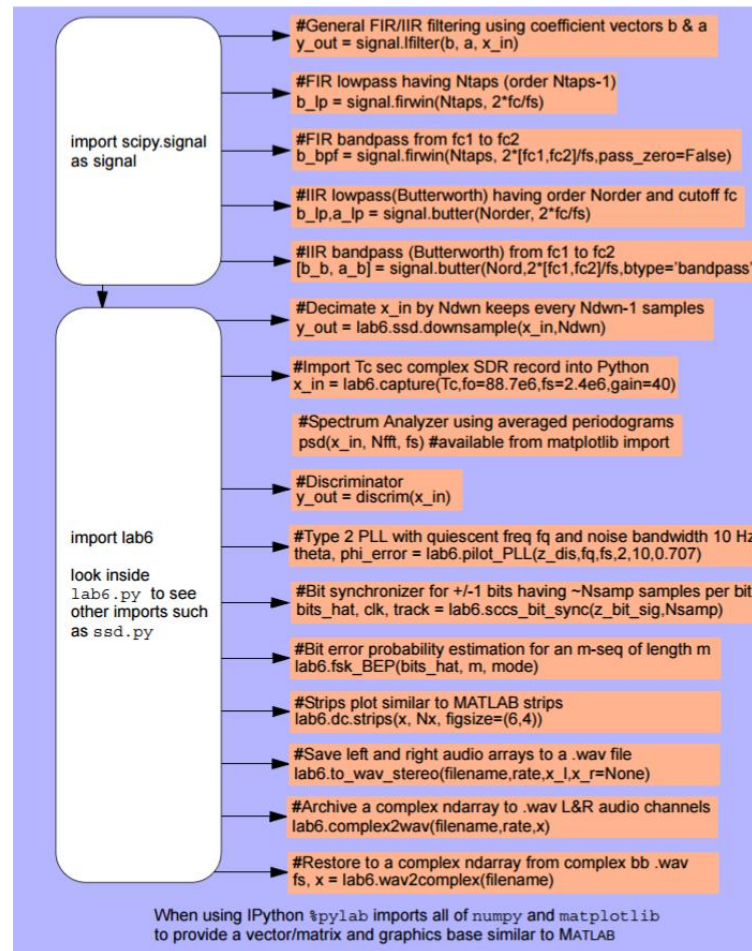 import scipy.signal
as signal
#General FIR/IIR filtering using coefficient vectors b & a
y_out = signal.lfilter(b, a, x_in)
#FIR lowpass having Ntaps (order Ntaps-1)
b_lp = signal.firwin(Ntaps, 2*fc/fs)
#FIR bandpass from fc1 to fc2
b_bpf = signal.firwin(Ntaps, 2*[fc1,fc2]/fs,pass_zero=False)
#IIR lowpass(Butterworth) having order Norder and cutoff fc
b_lp,a_lp = signal.butter(Norder, 2*fc/fs)
#IIR bandpass (Butterworth) from fc1 to fc2
[b_b, a_b] = signal.butter(Nord,2*[fc1,fc2]/fs,btype='bandpass'
import lab6
look inside
lab6.py to see
other imports such
as ssd.py
#Decimate x_in by Ndwn keeps every Ndwn-1 samples
y_out = lab6.ssd.downsample(x_in,Ndwn)
#Import Tc sec complex SDR record into Python
x_in = lab6.capture(Tc,fo=88.7e6,fs=2.4e6,gain=40)
#Spectrum Analyzer using averaged periodograms
psd(x_in, Nfft, fs) #available from matplotlib import
#Discriminator
y_out = discrim(x_in)
#Type 2 PLL with quiescent freq fq and noise bandwidth 10 Hz
theta, phi_error = lab6.pilot_PLL(z_dis,fq,fs,2,10,0.707)
#Bit synchronizer for +/-1 bits having ~Nsamp samples per bit
bits_hat, clk, track = lab6.sccs_bit_sync(z_bit_sig,Nsamp)
#Bit error probability estimation for an m-seq of length m
lab6.fsk_BEP(bits_hat, m, mode)
#Strips plot similar to MATLAB strips
lab6.dc.strips(x, Nx, figsize=(6,4))
#Save left and right audio arrays to a .wav file
lab6.to_wav_stereo(filename,rate,x_l,x_r=None)
#Archive a complex ndarray to .wav L&R audio channels
lab6.complex2wav(filename,rate,x)
#Restore to a complex ndarray from complex bb .wav
fs, x = lab6.wav2complex(filename)
When using IPython %pylab imports all of numpy and matplotlib
to provide a vector/matrix and graphics base similar to MATLAB